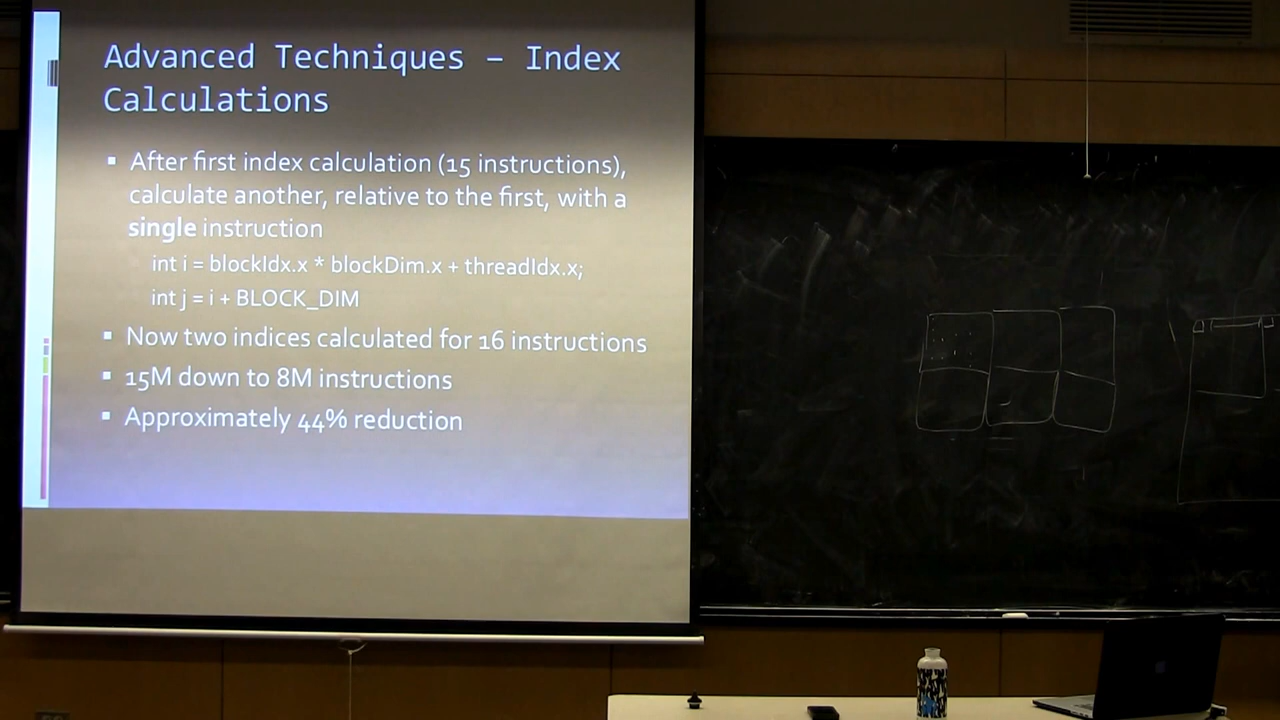 Advanced Techniques – Index
Calculations
After first index calculation (15 instructions),
calculate another, relative to the first, with a
single instruction
int i = blockIdx.x * blockDim.x + threadIdx.x;
int j = i + BLOCK_DIM
Now two indices calculated for 16 instructions
15M down to 8M instructions
Approximately 44% reduction